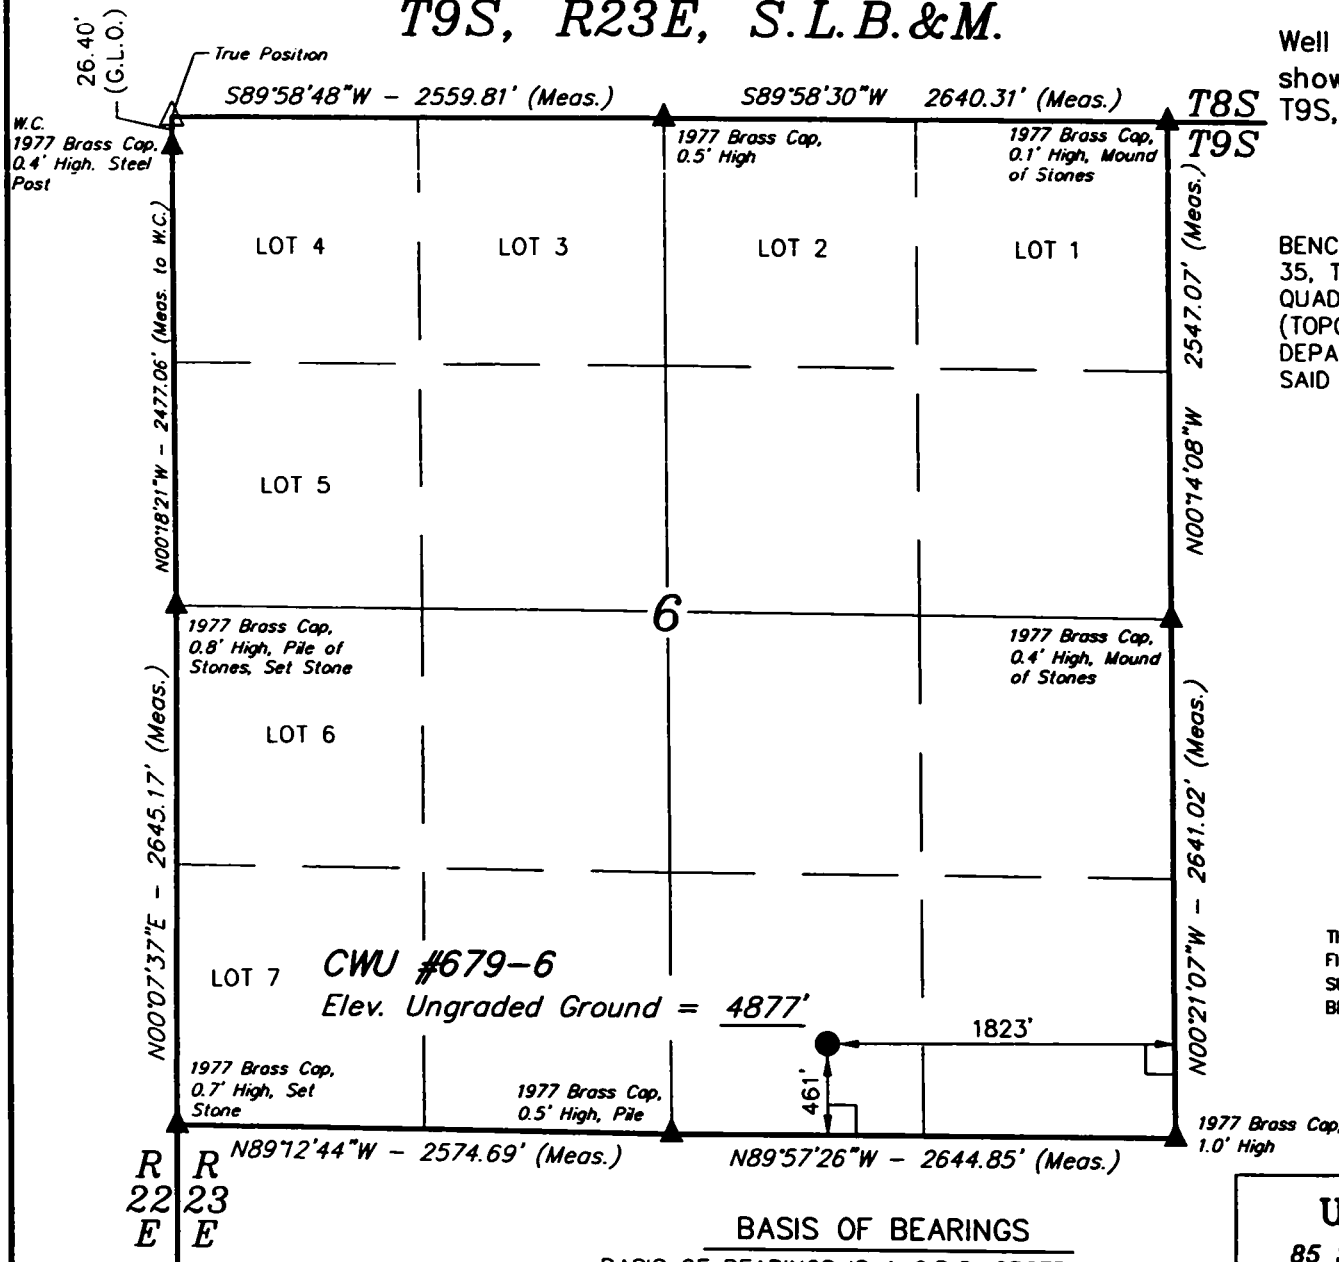 T9S, R23E, S.L.B.&M.
26.40'
(G.L.O.)
True Position
Well
show
T9S,
S89°58'48"W – 2559.81' (Meas.)
S89°58'30"W 2640.31' (Meas.)
T8S
T9S
W.C.
1977 Brass Cap,
0.4' High. Steel
Post
1977 Brass Cap,
0.5' High
1977 Brass Cap,
0.1' High, Mound
of Stones
LOT 4
LOT 3
LOT 2
LOT 1
N00°18'21"W – 2477.06' (Meas. to W.C.)
N00°14'08"W 2547.07' (Meas.)
BENC
35, T
QUAD
(TOPO
DEPA
SAID
LOT 5
6
1977 Brass Cap,
0.8' High, Pile of
Stones, Set Stone
1977 Brass Cap,
0.4' High, Mound
of Stones
LOT 6
N00°07'37"E – 2645.17' (Meas.)
N00°21'07"W – 2641.02' (Meas.)
LOT 7
CWU #679–6
Elev. Ungraded Ground = 4877'
1823'
461'
1977 Brass Cap,
0.7' High, Set
Stone
1977 Brass Cap,
0.5' High, Pile
1977 Brass Cap,
1.0' High
N89°12'44"W – 2574.69' (Meas.)
N89°57'26"W – 2644.85' (Meas.)
R R
22 23
E E
BASIS OF BEARINGS
U
85